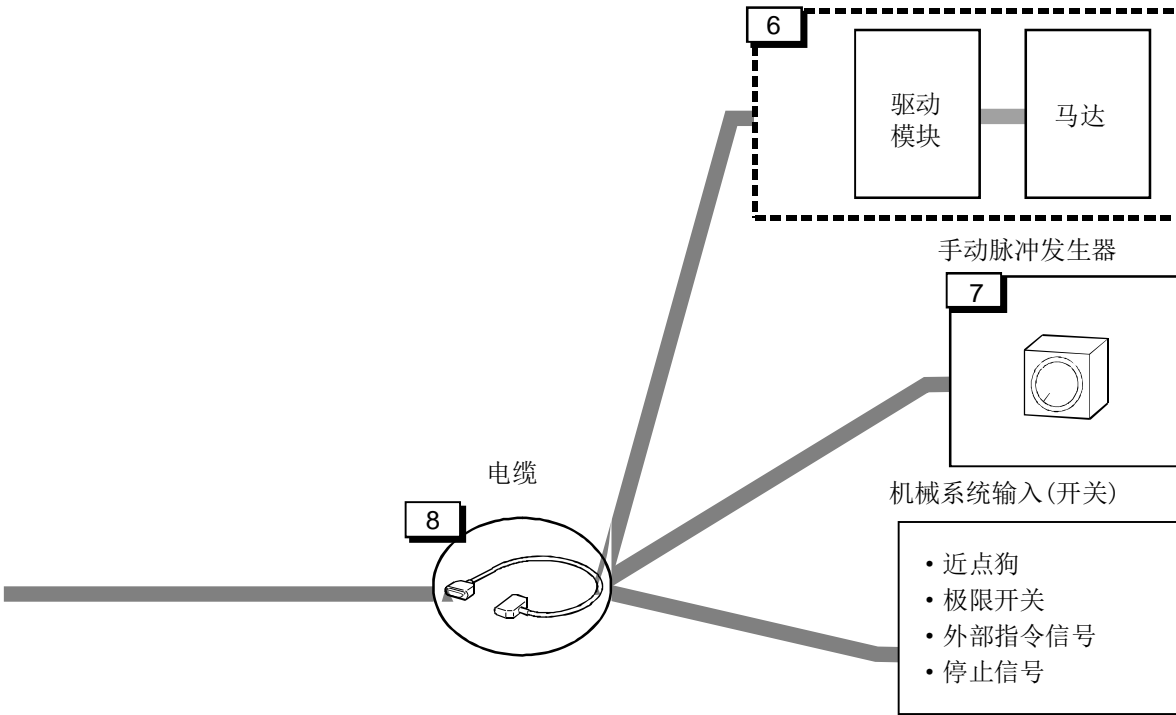 6
驱动
模块
马达
手动脉冲发生器
7
电缆
8
机械系统输入(开关)
・近点狗
・极限开关
・外部指令信号
・停止信号